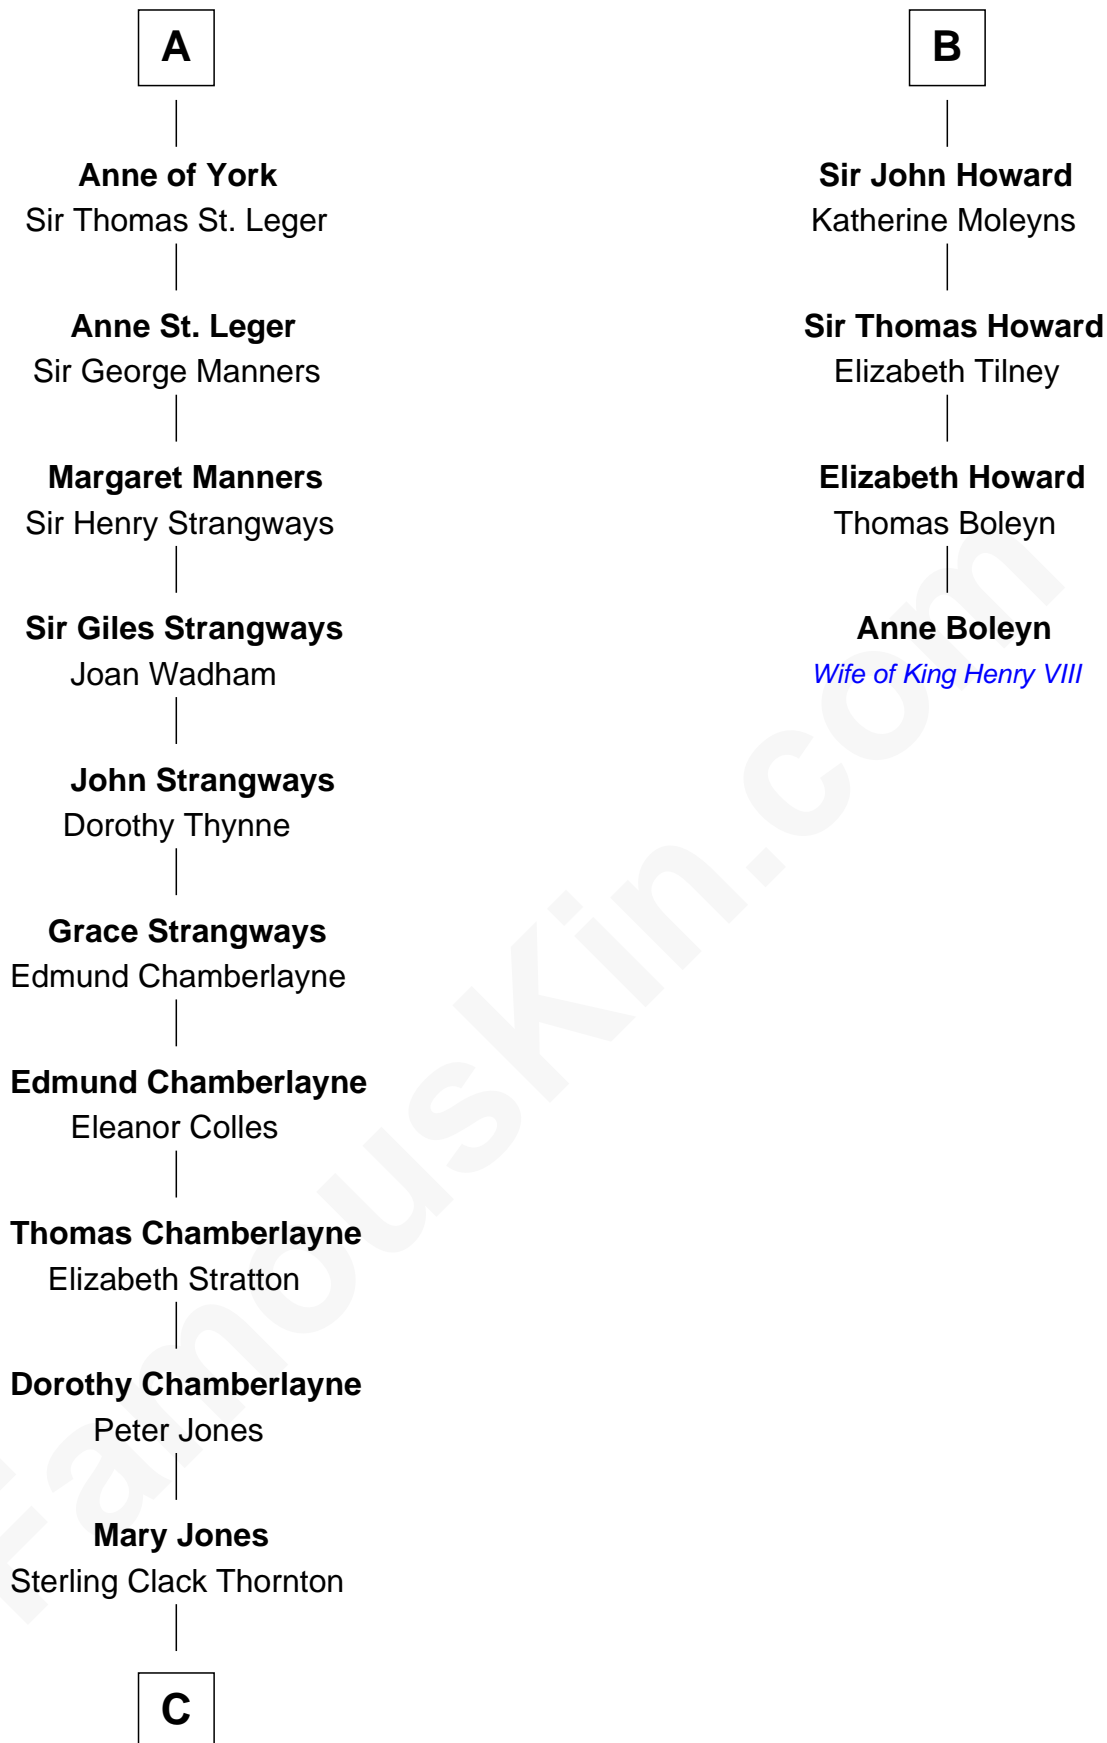 A
Anne of York
Sir Thomas St. Leger
Anne St. Leger
Sir George Manners
Margaret Manners
Sir Henry Strangways
Sir Giles Strangways
Joan Wadham
John Strangways
Dorothy Thynne
Grace Strangways
Edmund Chamberlayne
Edmund Chamberlayne
Eleanor Colles
Thomas Chamberlayne
Elizabeth Stratton
Dorothy Chamberlayne
Peter Jones
Mary Jones
Sterling Clack Thornton
C
B
Sir John Howard
Katherine Moleyns
Sir Thomas Howard
Elizabeth Tilney
Elizabeth Howard
Thomas Boleyn
Anne Boleyn
Wife of King Henry VIII
FamousKin.com